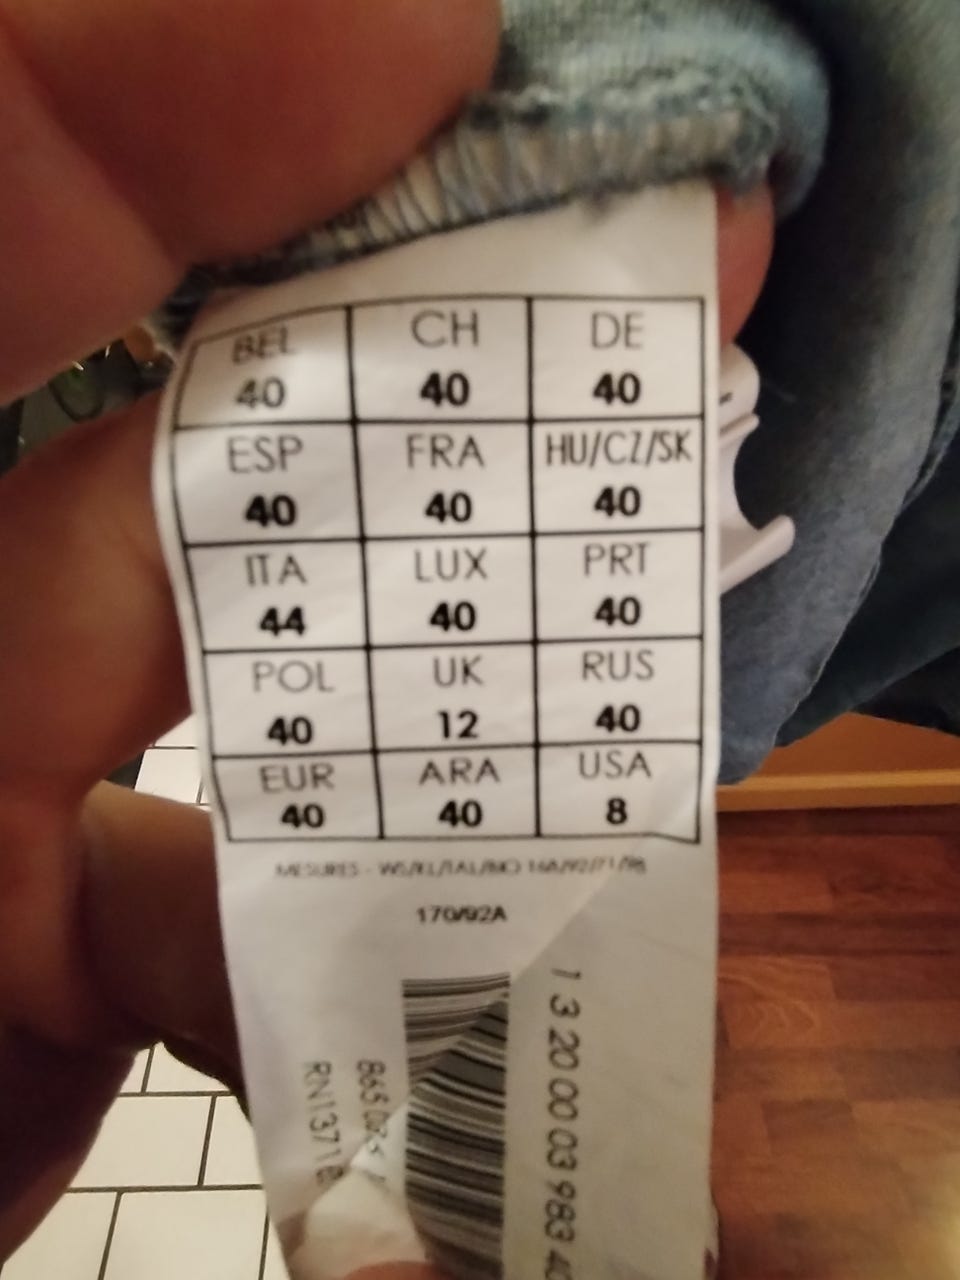 BEL CH DE
40 40 40
ESP FRA HU/CZ/SK
40 40 40
ITA LUX PRT
44 40 40
POL UK RUS
40 12 40
EUR ARA USA
40 40 8
MESURES -
170/92A
1 3 20 00 03 983 40